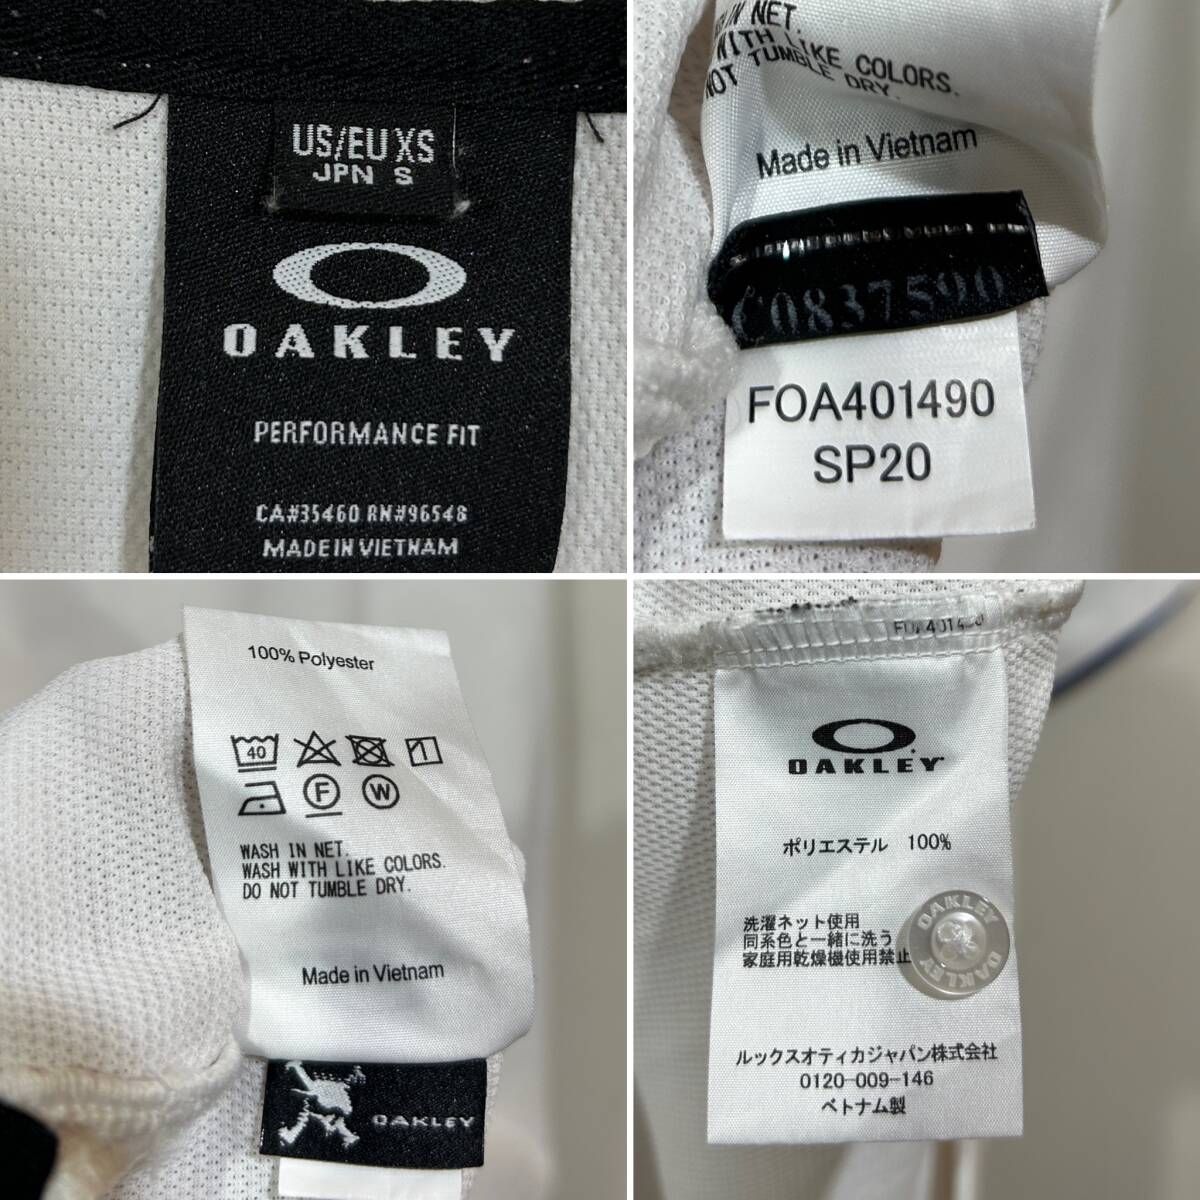 US/EU XS
JPN S
OAKLEY
PERFORMANCE FIT
CA#35460 RN#96548
MADE IN VIETNAM
IN NET.
WITH LIKE COLORS.
NOT TUMBLE DRY.
Made in Vietnam
C0837590
FOA401490
SP20
100% Polyester
40
F
W
WASH IN NET.
WASH WITH LIKE COLORS.
DO NOT TUMBLE DRY.
Made in Vietnam
OAKLEY
OAKLEY
ポリエステル 100%
洗濯ネット使用
同系色と一緒に洗う
家庭用乾燥機使用禁止
OAKLEY
OAKLEY
ルックスオティカジャパン株式会社
0120-009-146
ベトナム製